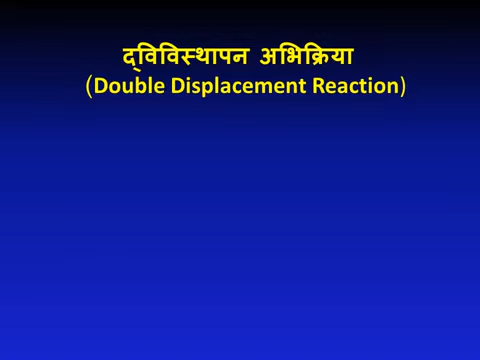 द्विविस्थापन अभिक्रिया
(Double Displacement Reaction)